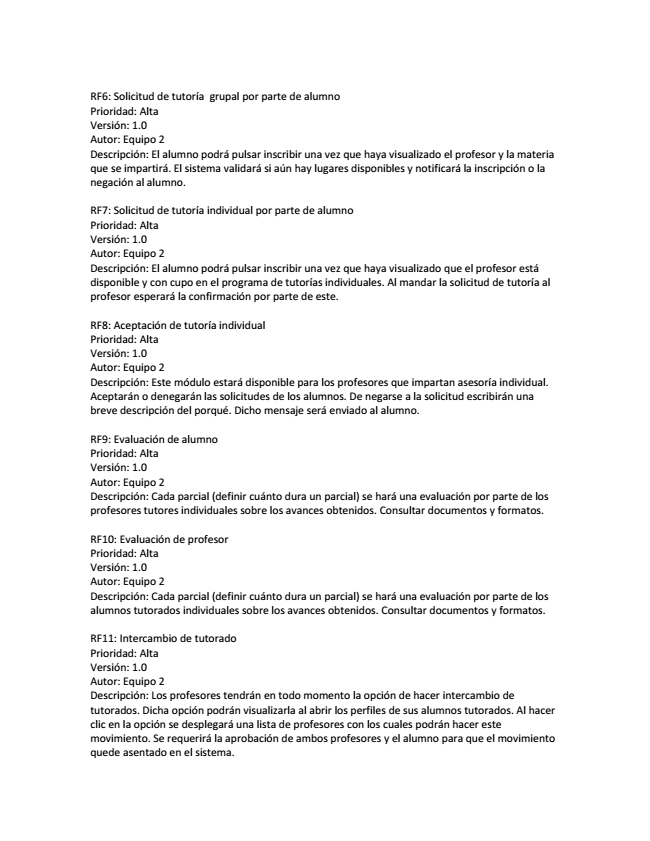 RF6: Solicitud de tutoría  grupal por parte de alumno
Prioridad: Alta
Versión: 1.0
Autor: Equipo 2
Descripción: El alumno podrá pulsar inscribir una vez que haya visualizado el profesor y la materia
que se impartirá. El sistema validará si aún hay lugares disponibles y notificará la inscripción o la
negación al alumno.
RF7: Solicitud de tutoría individual por parte de alumno
Prioridad: Alta
Versión: 1.0
Autor: Equipo 2
Descripción: El alumno podrá pulsar inscribir una vez que haya visualizado que el profesor está
disponible y con cupo en el programa de tutorías individuales. Al mandar la solicitud de tutoría al
profesor esperará la confirmación por parte de este.
RF8: Aceptación de tutoría individual
Prioridad: Alta
Versión: 1.0
Autor: Equipo 2
Descripción: Este módulo estará disponible para los profesores que impartan asesoría individual.
Aceptarán o denegarán las solicitudes de los alumnos. De negarse a la solicitud escribirán una
breve descripción del porqué. Dicho mensaje será enviado al alumno.
RF9: Evaluación de alumno
Prioridad: Alta
Versión: 1.0
Autor: Equipo 2
Descripción: Cada parcial (definir cuánto dura un parcial) se hará una evaluación por parte de los
profesores tutores individuales sobre los avances obtenidos. Consultar documentos y formatos.
RF10: Evaluación de profesor
Prioridad: Alta
Versión: 1.0
Autor: Equipo 2
Descripción: Cada parcial (definir cuánto dura un parcial) se hará una evaluación por parte de los
alumnos tutorados individuales sobre los avances obtenidos. Consultar documentos y formatos.
RF11: Intercambio de tutorado
Prioridad: Alta
Versión: 1.0
Autor: Equipo 2
Descripción: Los profesores tendrán en todo momento la opción de hacer intercambio de
tutorados. Dicha opción podrán visualizarla al abrir los perfiles de sus alumnos tutorados. Al hacer
clic en la opción se desplegará una lista de profesores con los cuales podrán hacer este
movimiento. Se requerirá la aprobación de ambos profesores y el alumno para que el movimiento
quede asentado en el sistema.